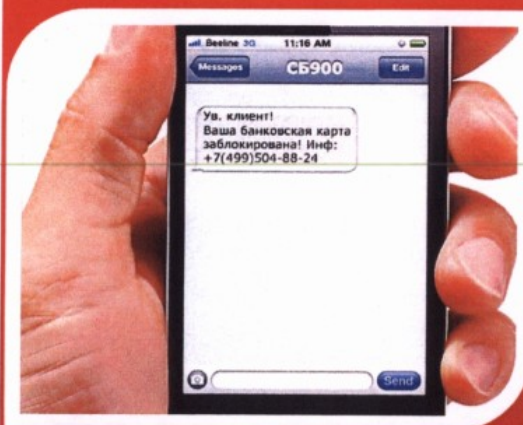 Beeline 3G 11:16 AM
Messages СБ900 Edit
Ув. клиент!
Ваша банковская карта
заблокирована! Инф:
+7(499)504-88-24
Send